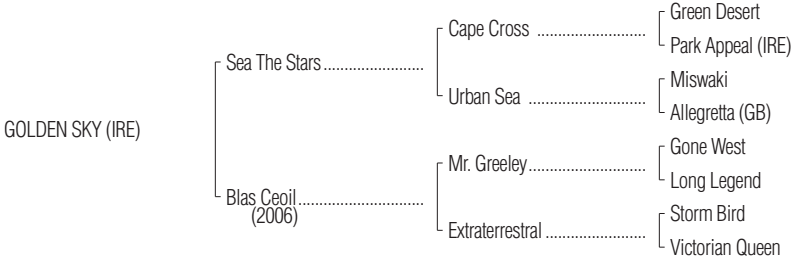 Green Desert
Cape Cross ........................
Park Appeal (IRE)
Sea The Stars ........................
Miswaki
Urban Sea ..........................
Allegretta (GB)
GOLDEN SKY (IRE)
Gone West
Mr. Greeley ..........................
Long Legend
Blas Ceoil ..............................
(2006)
Storm Bird
Extraterrestral ........................
Victorian Queen